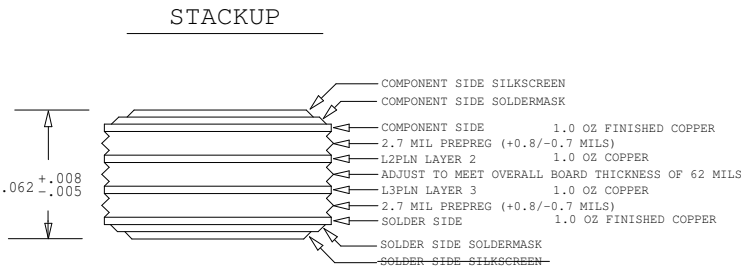 STACKUP
COMPONENT SIDE SILKSCREEN
COMPONENT SIDE SOLDERMASK
COMPONENT SIDE 1.0 OZ FINISHED COPPER
2.7 MIL PREPREG (+0.8/-0.7 MILS)
L2PLN LAYER 2 1.0 OZ COPPER
ADJUST TO MEET OVERALL BOARD THICKNESS OF 62 MILS
.062 +.008 -.005
L3PLN LAYER 3 1.0 OZ COPPER
2.7 MIL PREPREG (+0.8/-0.7 MILS)
SOLDER SIDE 1.0 OZ FINISHED COPPER
SOLDER SIDE SOLDERMASK
SOLDER SIDE SILKSCREEN